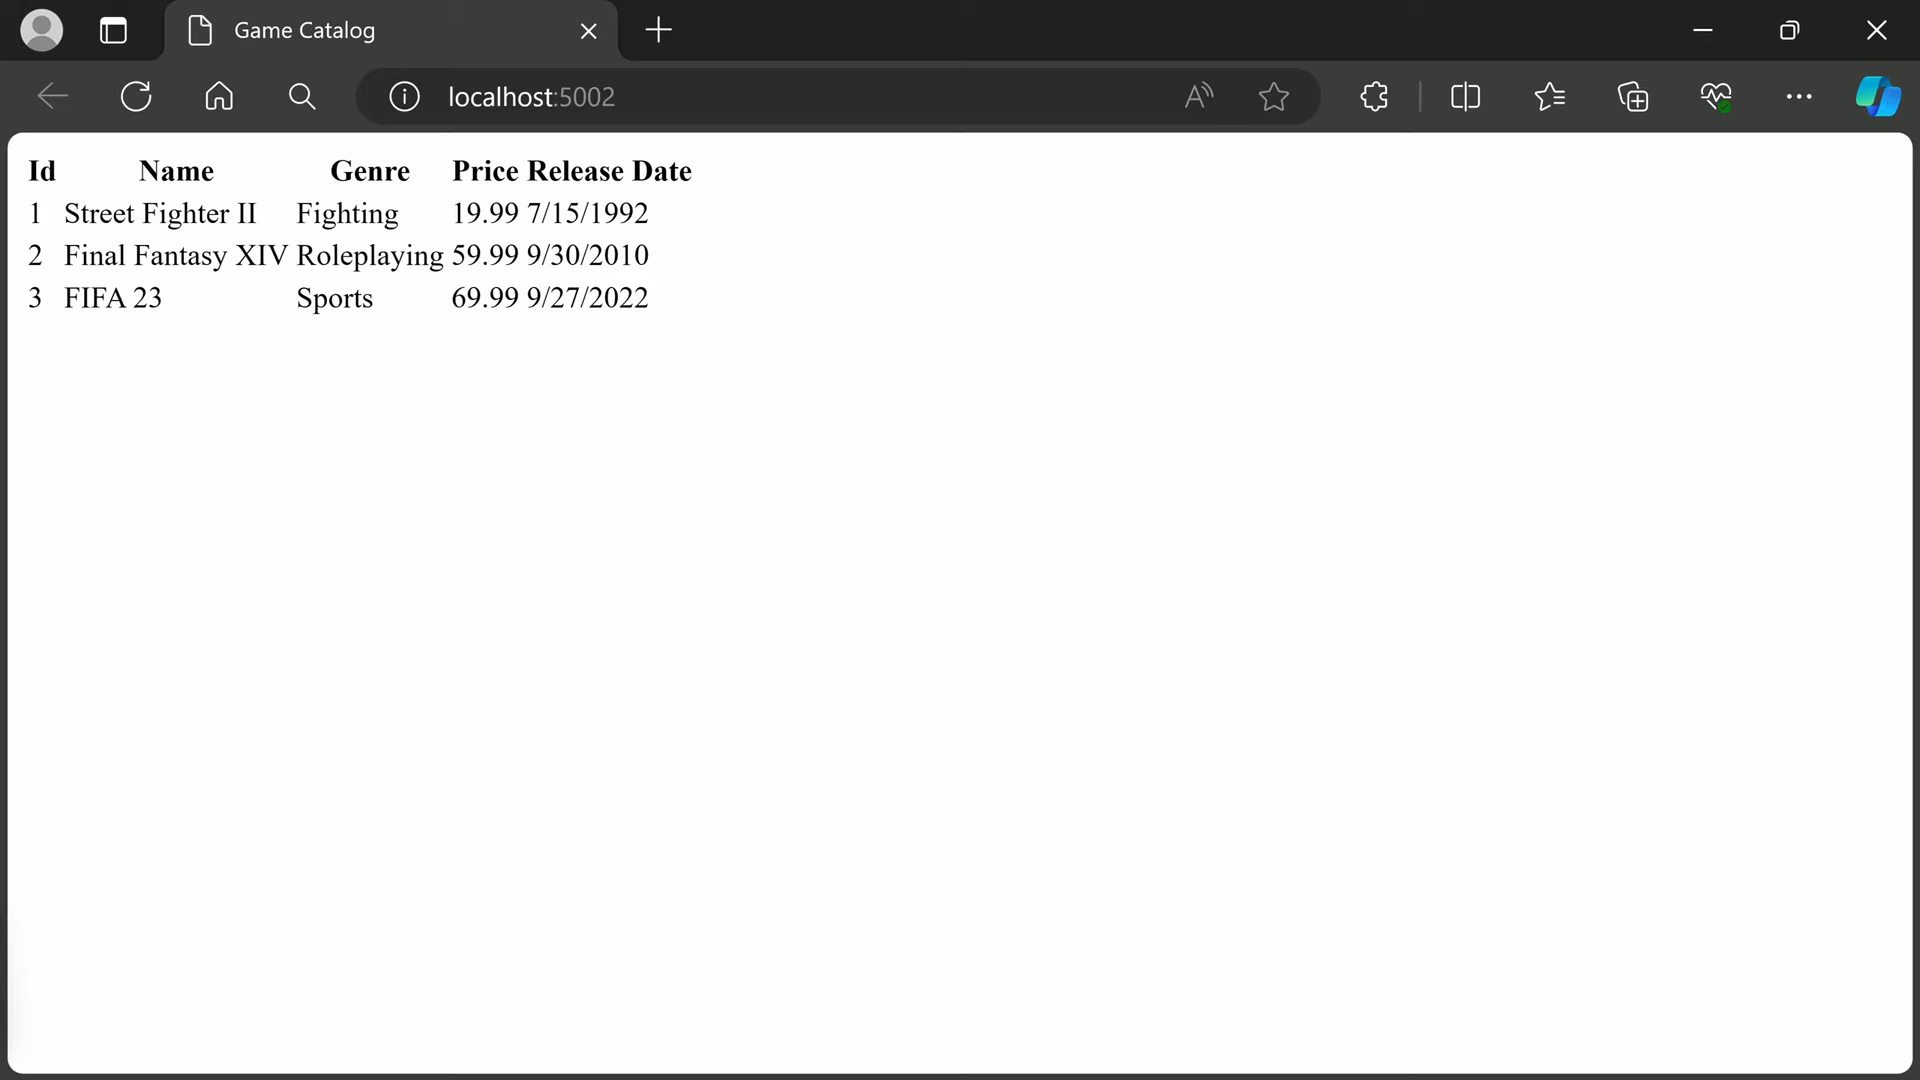 Game Catalog
localhost:5002
Id Name Genre Price Release Date
1 Street Fighter II Fighting 19.99 7/15/1992
2 Final Fantasy XIV Roleplaying 59.99 9/30/2010
3 FIFA 23 Sports 69.99 9/27/2022